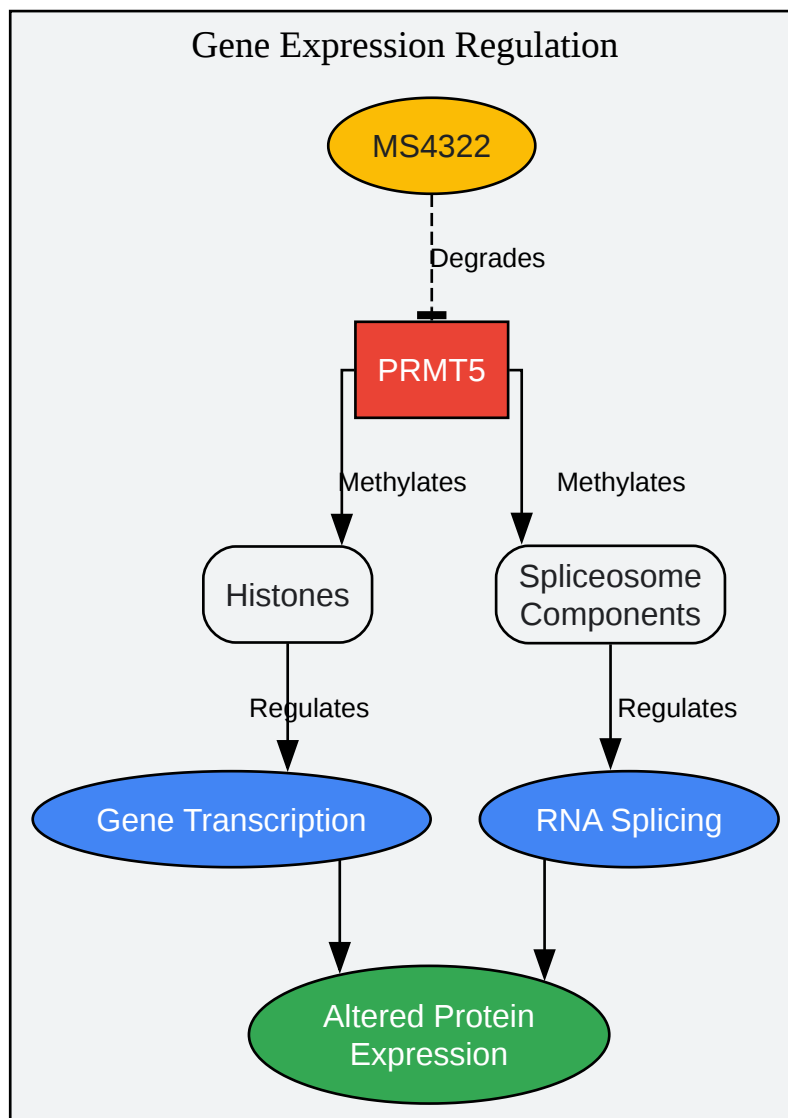 Gene Expression Regulation
MS4322
Degrades
PRMT5
Methylates
Methylates
Histones
Spliceosome
Components
Regulates
Regulates
Gene Transcription
RNA Splicing
Altered Protein
Expression